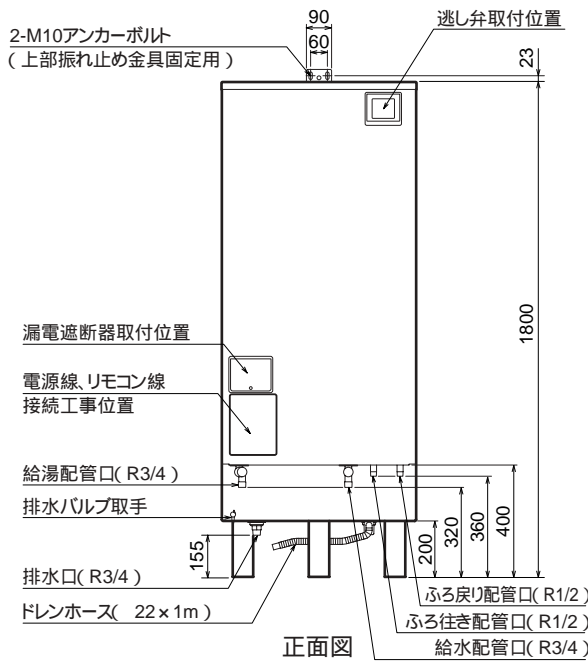 90
60
逃し弁取付位置
2-M10アンカーボルト
(上部振れ止め金具固定用)
23
1800
漏電遮断器取付位置
電源線、リモコン線
接続工事位置
給湯配管口(R3/4)
排水バルブ取手
155
200
320
360
400
排水口(R3/4)
ドレンホース( 22×1m)
ふろ戻り配管口(R1/2)
ふろ往き配管口(R1/2)
給水配管口(R3/4)
正面図